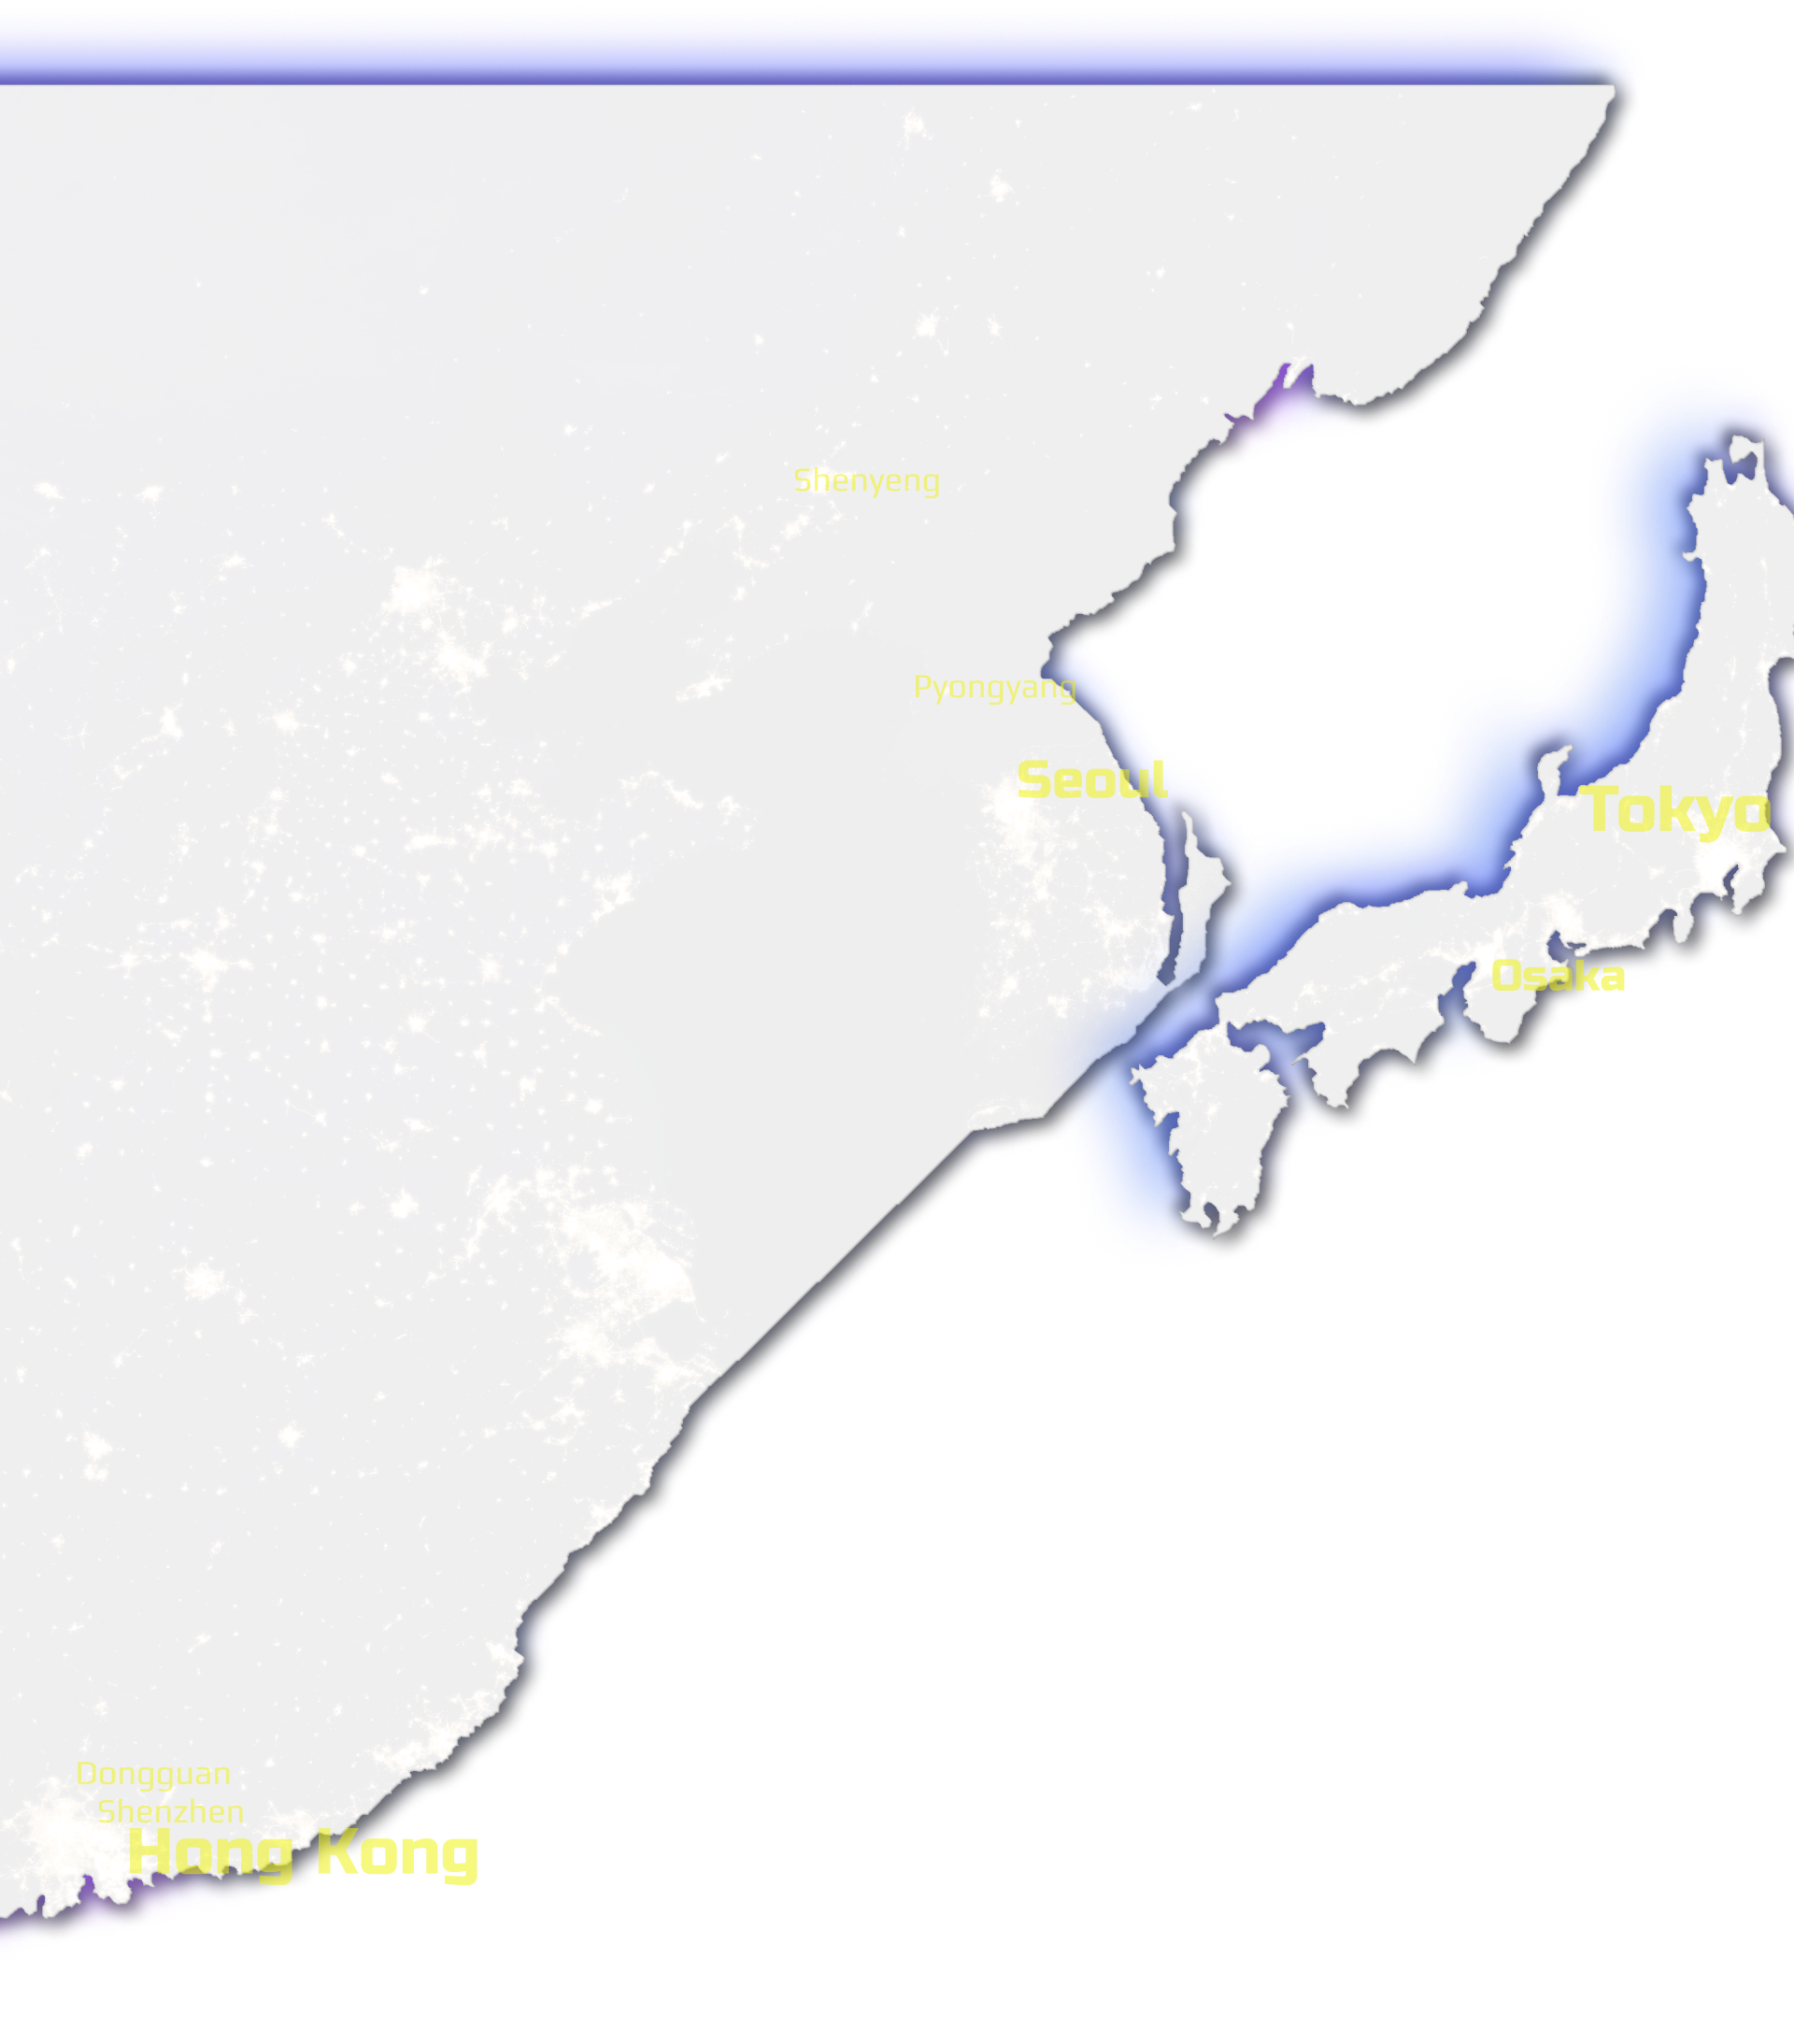 Shenyeng
Pyongyang
Seoul
Tokyo
Osaka
Dongguan
Shenzhen
Hong Kong